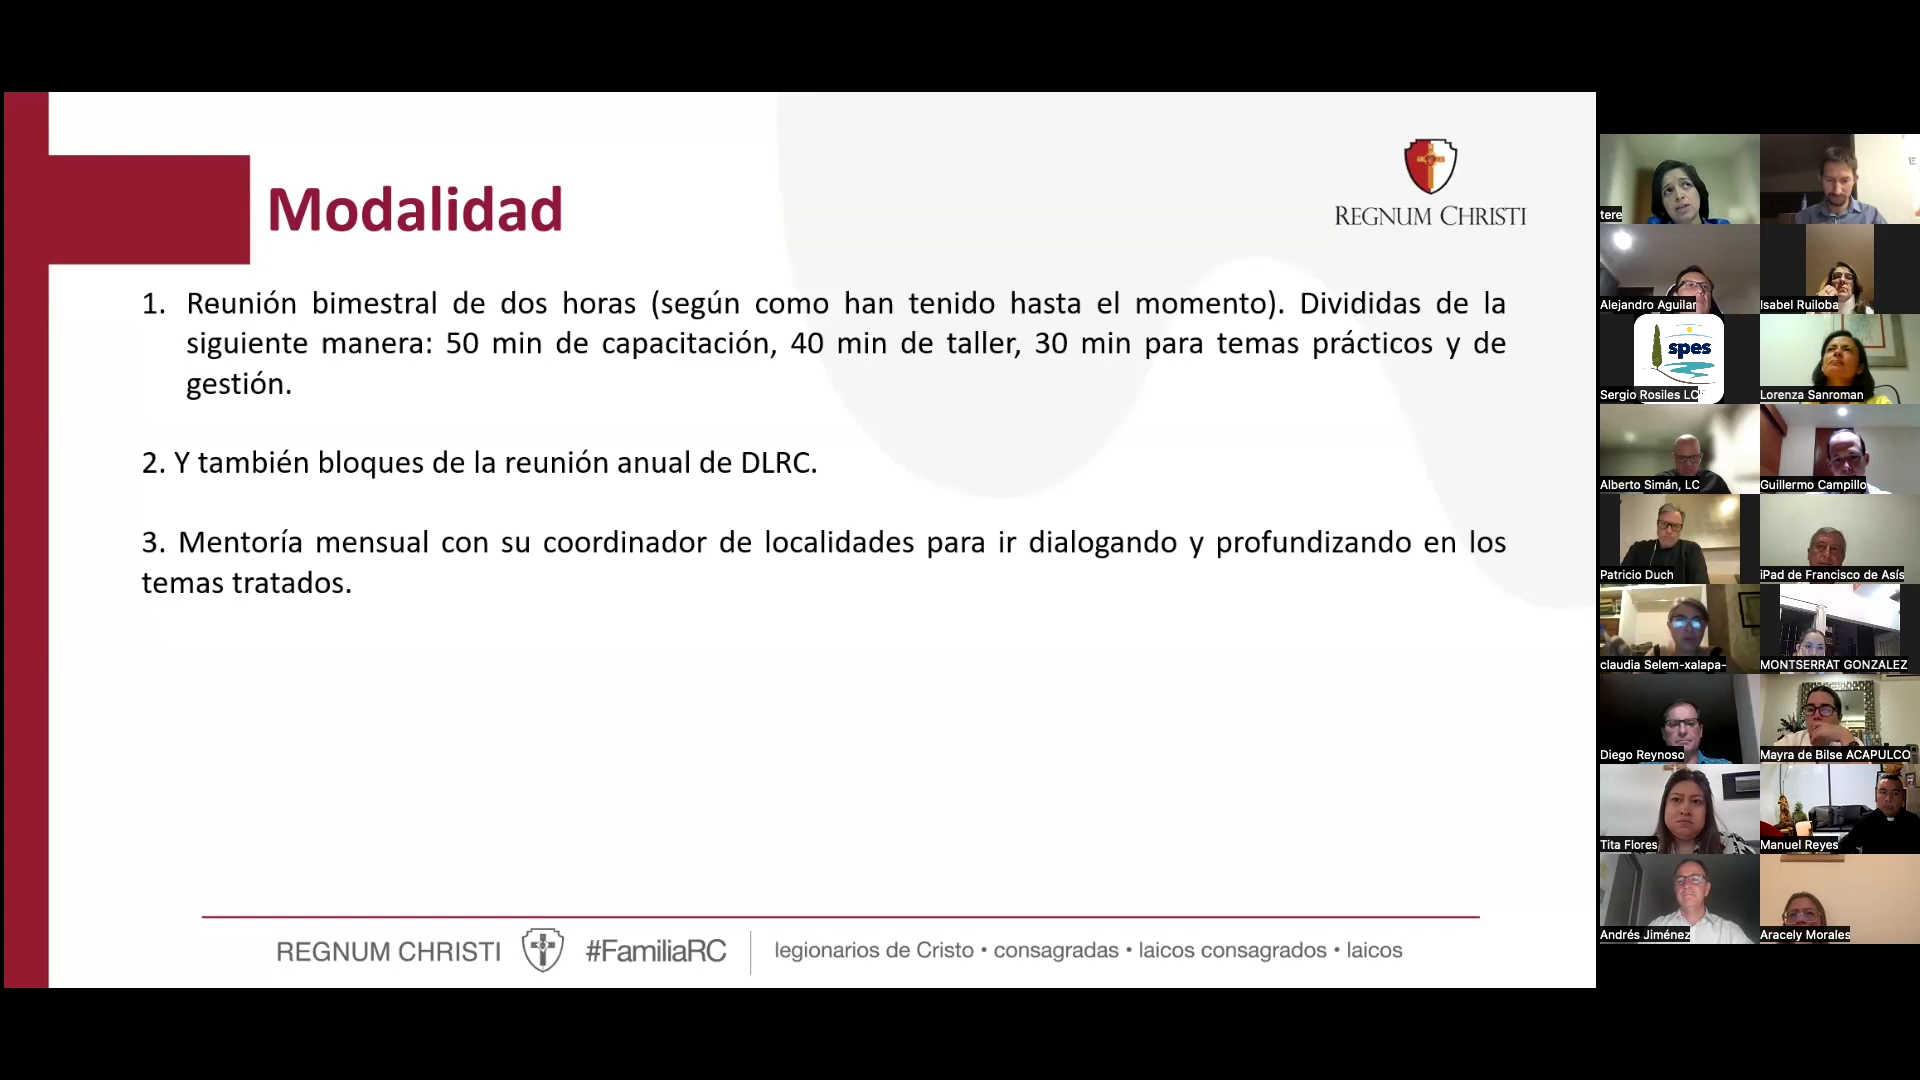 Modalidad
REGNUM CHRISTI
1. Reunión bimestral de dos horas (según como han tenido hasta el momento). Divididas de la
siguiente manera: 50 min de capacitación, 40 min de taller, 30 min para temas prácticos y de
gestión.
2. Y también bloques de la reunión anual de DLRC.
3. Mentoría mensual con su coordinador de localidades para ir dialogando y profundizando en los
temas tratados.
REGNUM CHRISTI #FamiliaRC legionarios de Cristo • consagradas • laicos consagrados • laicos
tere
Alejandro Aguilar
Isabel Ruiloba
spes
Sergio Rosiles LC
Lorenza Sanroman
Alberto Simán, LC
Guillermo Campillo
Patricio Duch
iPad de Francisco de Asís
claudia Selem-xalapa-
MONTSERRAT GONZALEZ
Diego Reynoso
Mayra de Bilse ACAPULCO
Tita Flores
Manuel Reyes
Andrés Jiménez
Aracely Morales